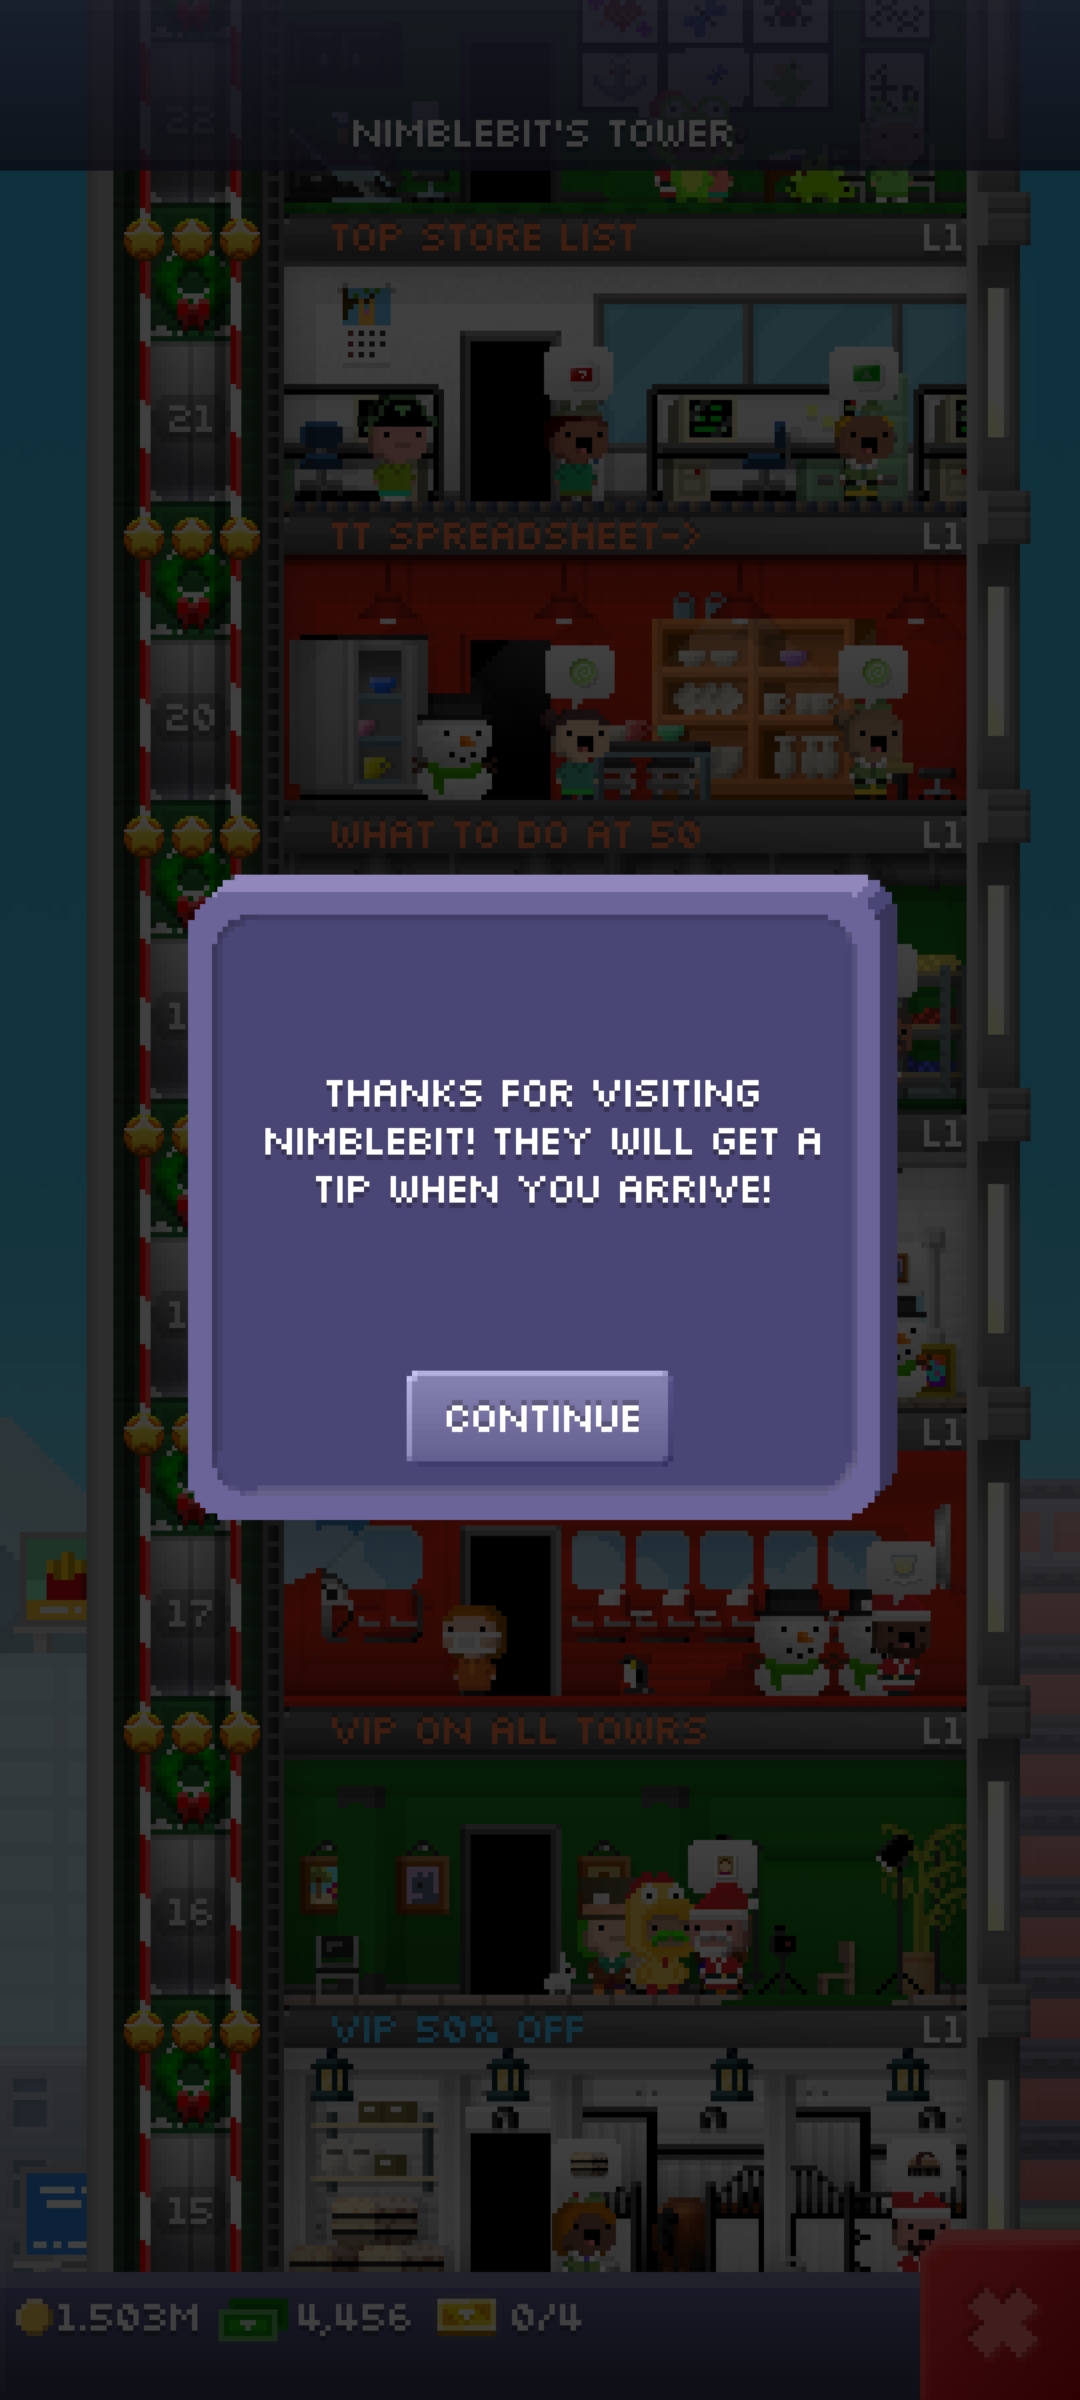 22
NIMBLEBIT'S TOWER
TOP STORE LIST L1
21
TT SPREADSHEET-> L1
20
WHAT TO DO AT 50 L1
L1
THANKS FOR VISITING
NIMBLEBIT! THEY WILL GET A
TIP WHEN YOU ARRIVE!
CONTINUE
L1
17
VIP ON ALL TOWRS L1
16
VIP 50% OFF L1
15
1.503M 4,456 0/4